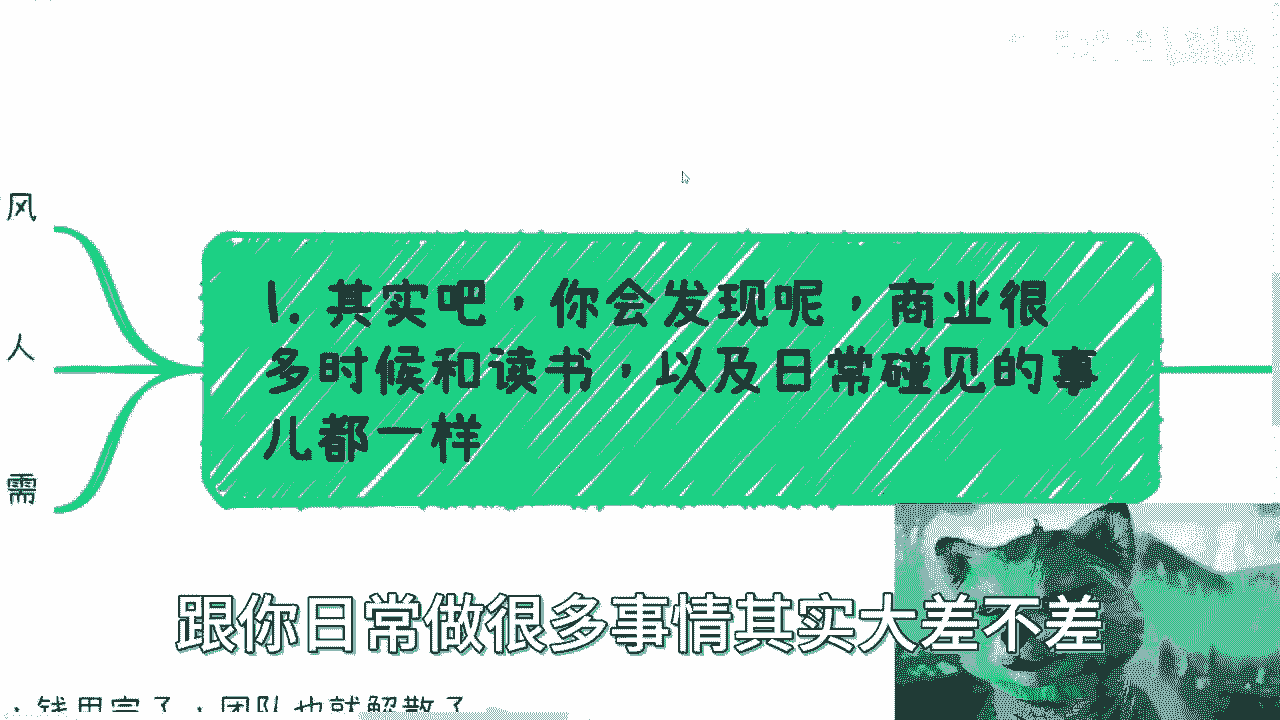 风
人
需
1. 其实吧，你会发现呢，商业很
多时候和读书，以及日常碰见的事
儿都一样
跟你日常做很多事情其实大差不差
，钱用完了，团队也就解散了